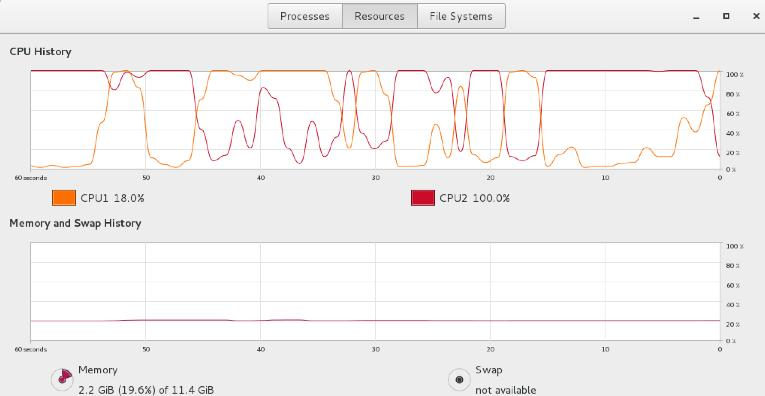 Processes Resources File Systems
CPU History
100 %
80 %
60 %
40 %
20 %
0 %
60 seconds 50 40 30 20 10 0
CPU1 18.0% CPU2 100.0%
Memory and Swap History
100 %
80 %
60 %
40 %
20 %
0 %
60 seconds 50 40 30 20 10 0
Memory Swap
2.2 GiB (19.6%) of 11.4 GiB not available